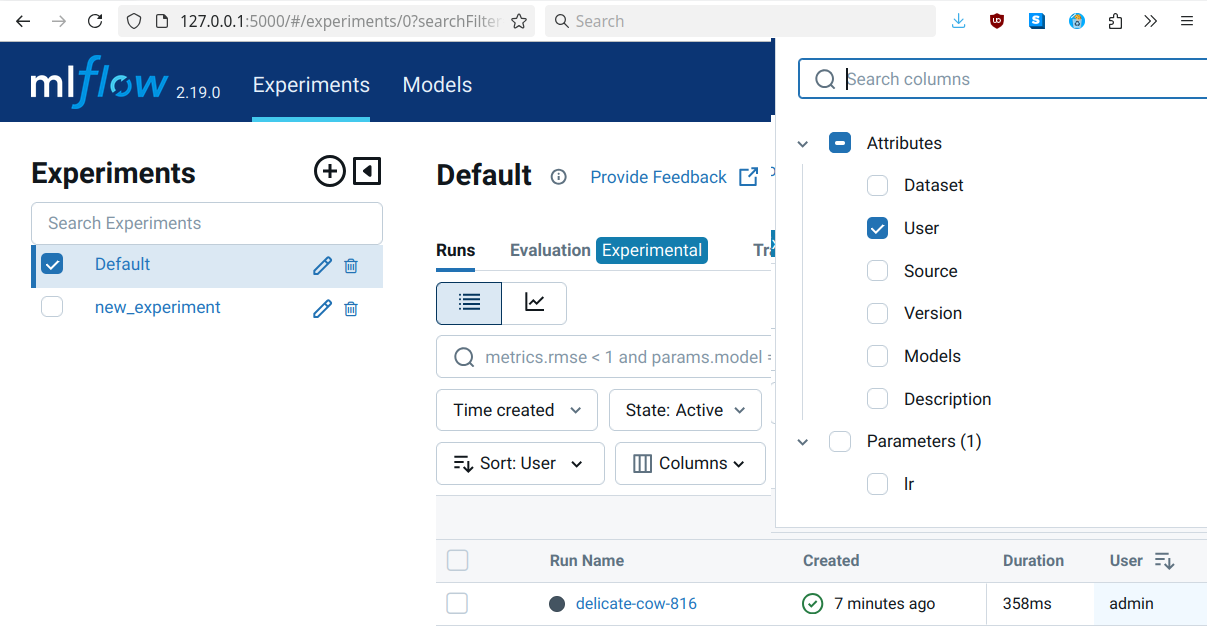 127.0.0.1:5000/#/experiments/0?searchFilter
Search
mlflow 2.19.0
Experiments
Models
Search columns
Attributes
Dataset
User
Source
Version
Models
Description
Parameters (1)
lr
Experiments
Search Experiments
Default
new_experiment
Default
Provide Feedback
Runs
Evaluation
Experimental
metrics.rmse < 1 and params.model =
Time created
State: Active
Sort: User
Columns
Run Name
Created
Duration
User
delicate-cow-816
7 minutes ago
358ms
admin